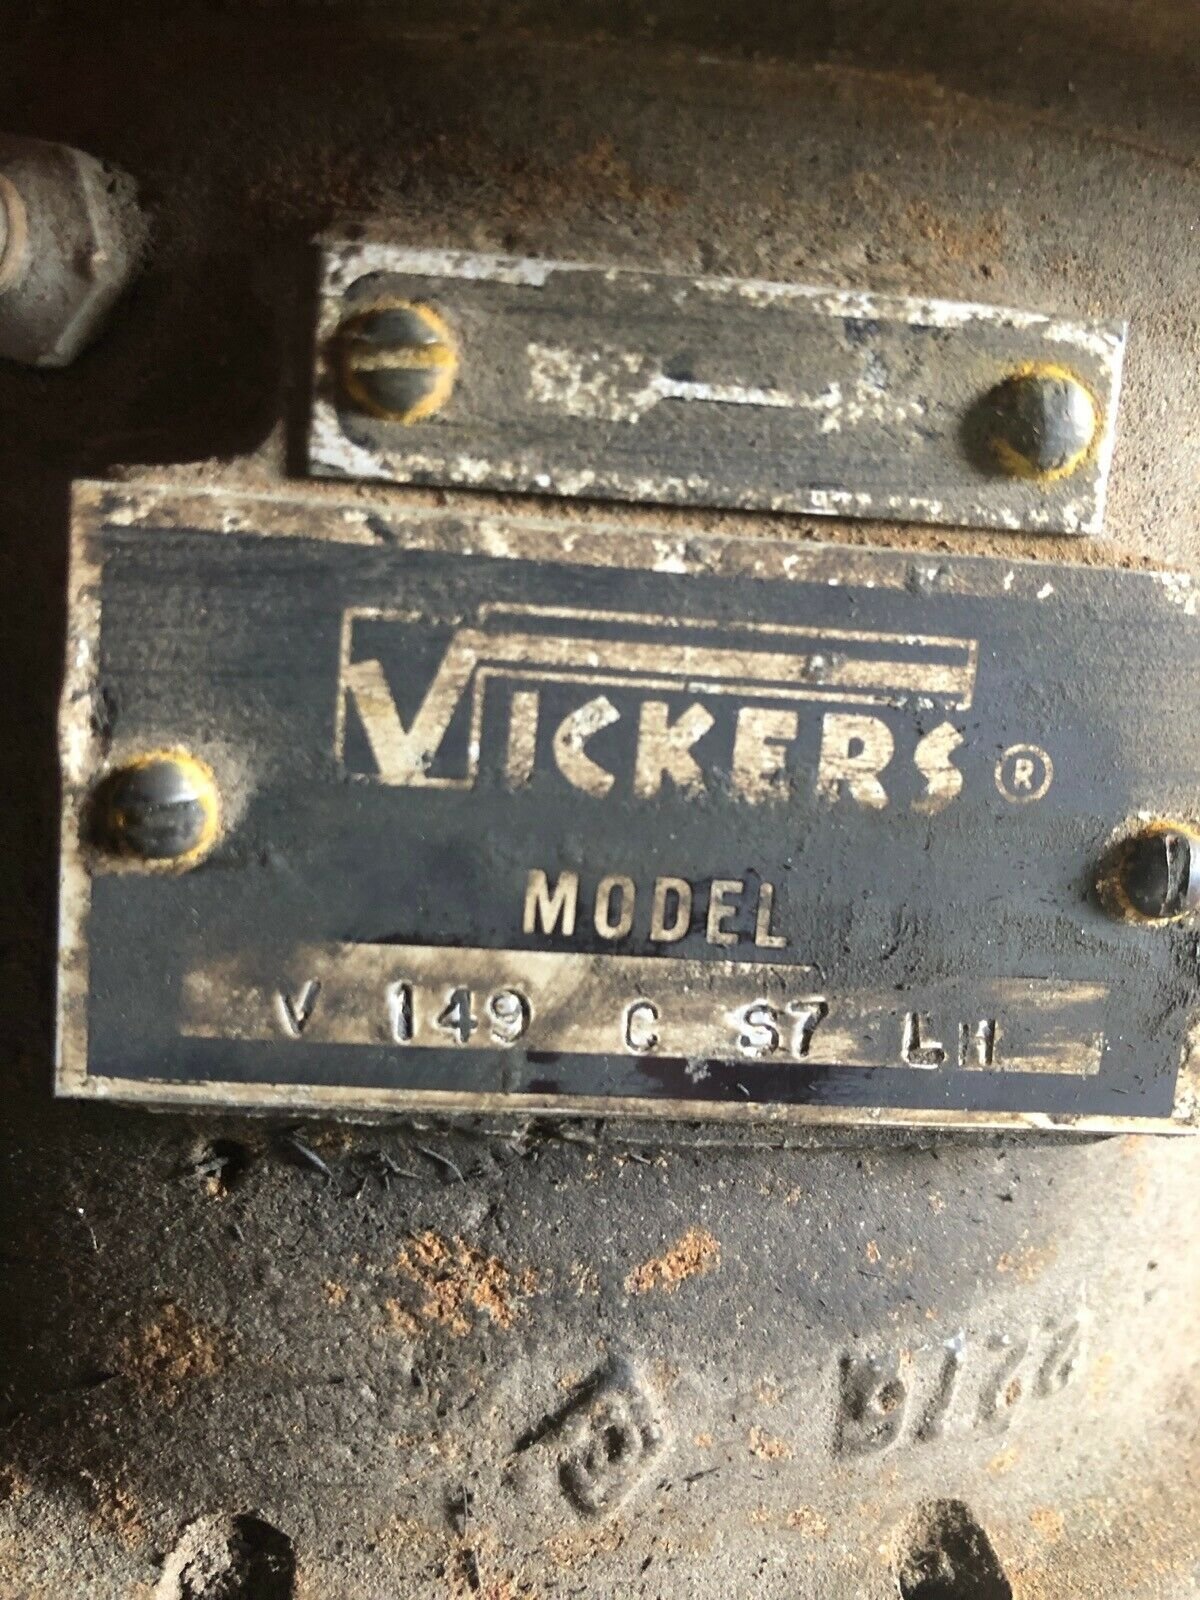 VICKERS ®
MODEL
V 149 C S7 LH